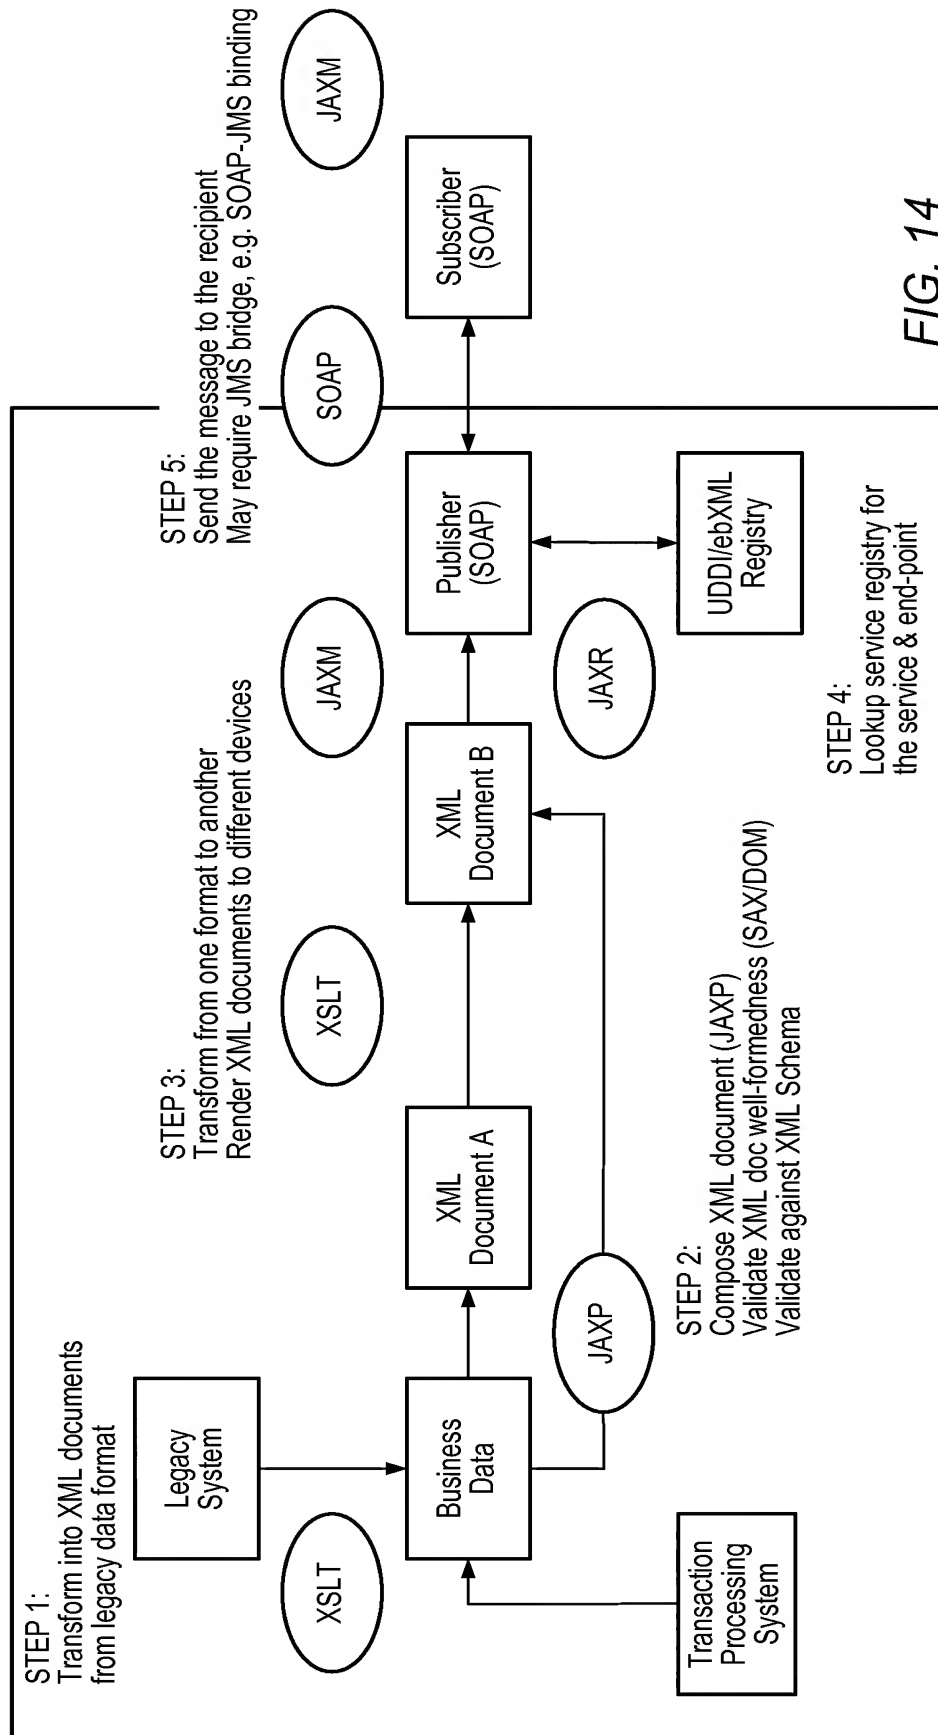 STEP 1:
Transform into XML documents
from legacy data format
XSLT
Legacy
System
Business
Data
Transaction
Processing
System
JAXP
STEP 2:
Compose XML document (JAXP)
Validate XML doc well-formedness (SAX/DOM)
Validate against XML Schema
XML
Document A
STEP 3:
Transform from one format to another
Render XML documents to different devices
XSLT
XML
Document B
JAXM
JAXR
Publisher
(SOAP)
UDDI/ebXML
Registry
STEP 4:
Lookup service registry for
the service & end-point
STEP 5:
Send the message to the recipient
May require JMS bridge, e.g. SOAP-JMS binding
SOAP
JAXM
Subscriber
(SOAP)
FIG. 14